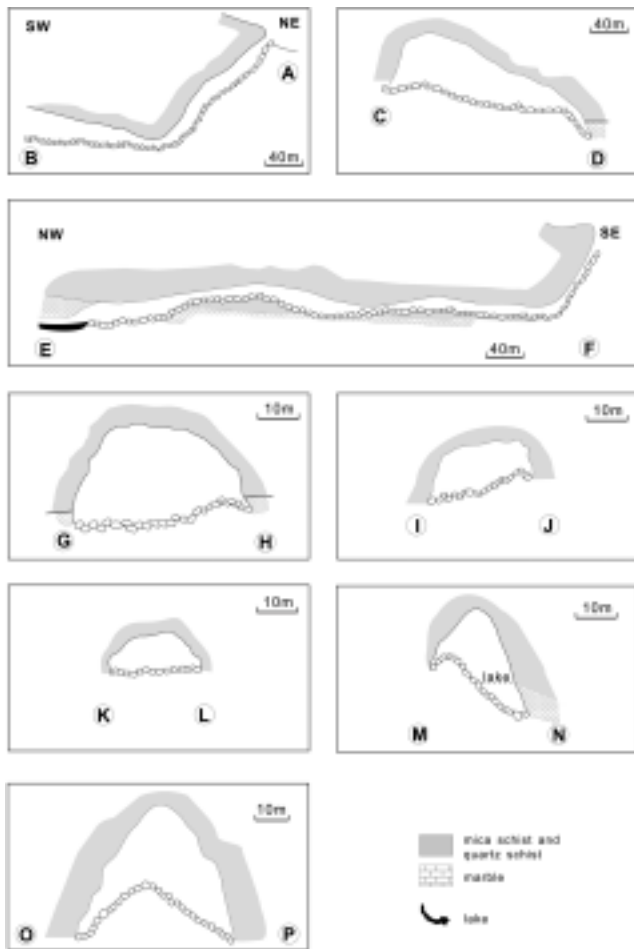 SW
NE
A
B
40m
40m
C
D
NW
SE
E
40m
F
10m
G
H
10m
I
J
10m
K
L
10m
lake
M
N
10m
O
P
mica schist and
quartz schist
marble
lake